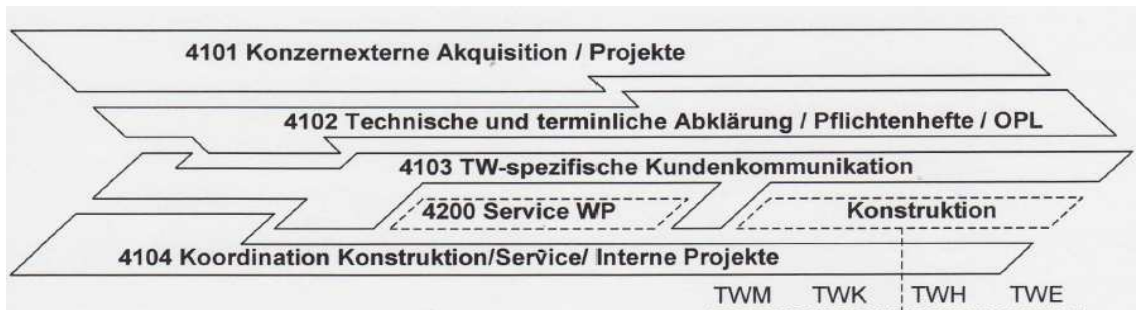 4101 Konzernexterne Akquisition / Projekte
4102 Technische und terminliche Abklärung / Pflichtenhefte / OPL
4103 TW-spezifische Kundenkommunikation
4200 Service WP
Konstruktion
4104 Koordination Konstruktion/Service/ Interne Projekte
TWM TWK TWH TWE